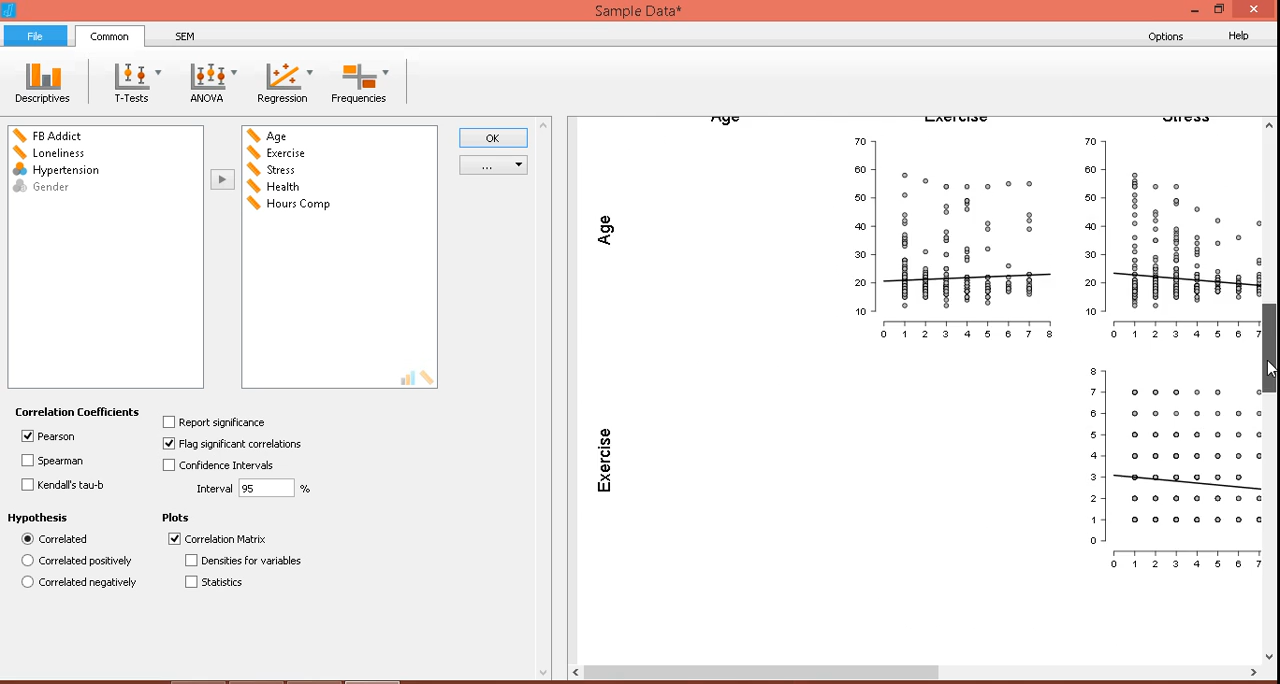 Sample Data*
File Common SEM Options Help
Descriptives T-Tests ANOVA Regression Frequencies
FB Addict
Loneliness
Hypertension
Gender
Age
Exercise
Stress
Health
Hours Comp
OK
...
Correlation Coefficients
Pearson
Spearman
Kendall's tau-b
Report significance
Flag significant correlations
Confidence Intervals
Interval 95 %
Hypothesis
Correlated
Correlated positively
Correlated negatively
Plots
Correlation Matrix
Densities for variables
Statistics
Age Exercise Stress
Age
70
60
50
40
30
20
10
0 1 2 3 4 5 6 7 8
70
60
50
40
30
20
10
0 1 2 3 4 5 6 7
Exercise
8
7
6
5
4
3
2
1
0
0 1 2 3 4 5 6 7